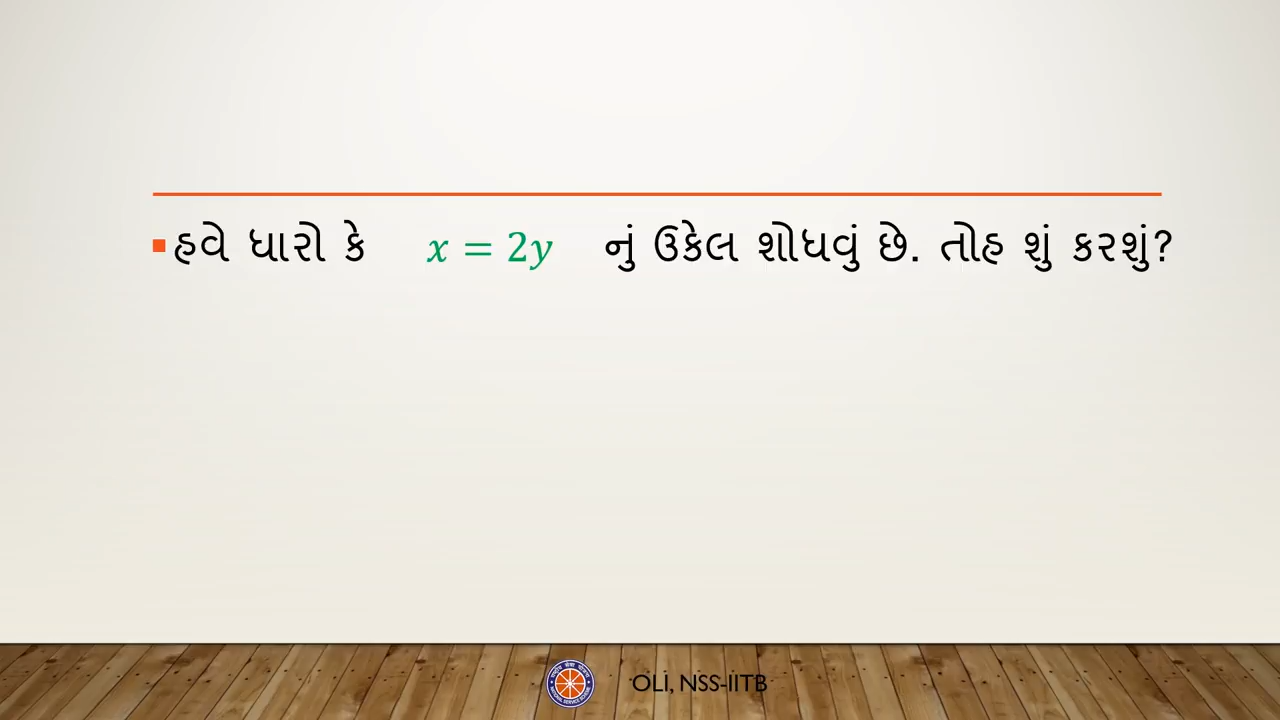 હવે ધારો કે x = 2y નું ઉકેલ શોધવું છે. તોહ શું કરશું?
OLI, NSS-IITB